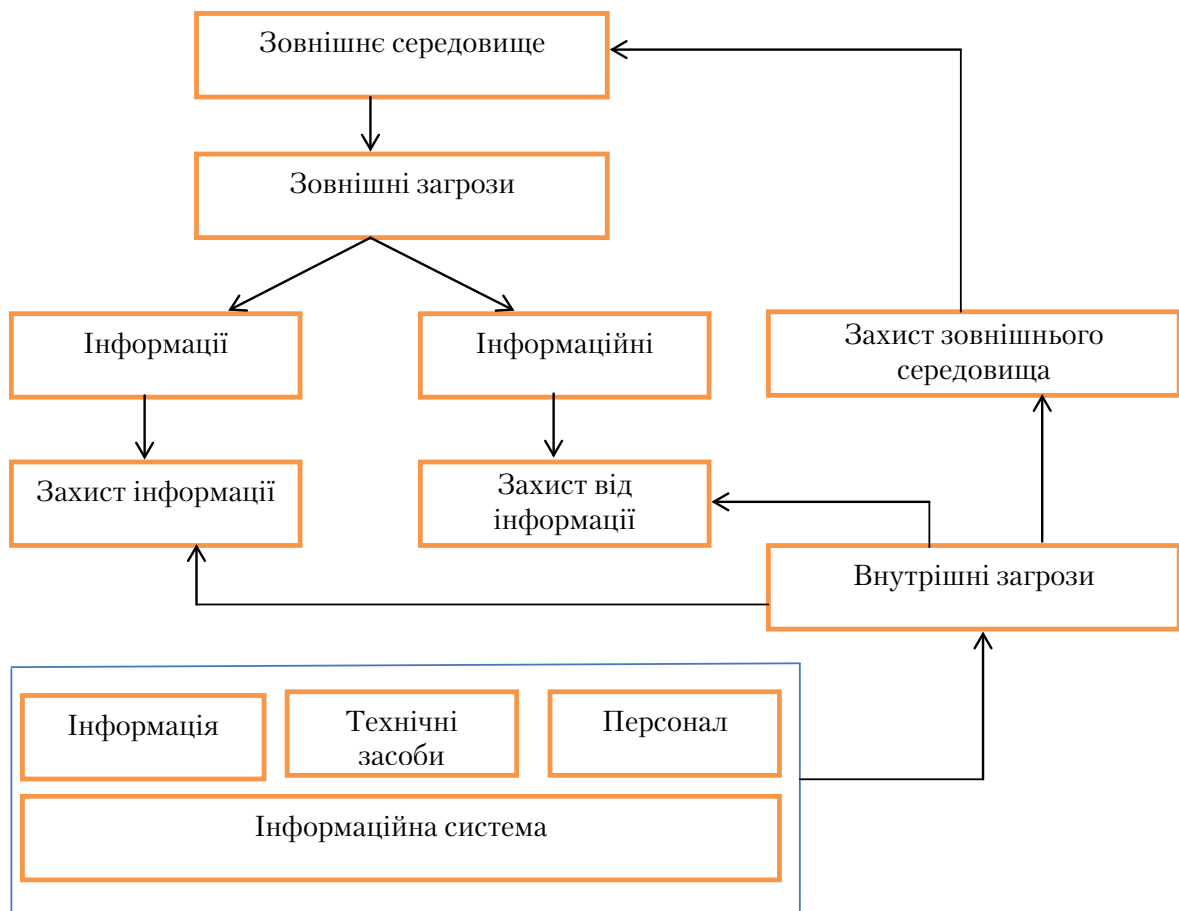 Зовнішнє середовище
Зовнішні загрози
Інформації
Інформаційні
Захист зовнішнього
середовища
Захист інформації
Захист від
інформації
Внутрішні загрози
Інформація
Технічні
засоби
Персонал
Інформаційна система